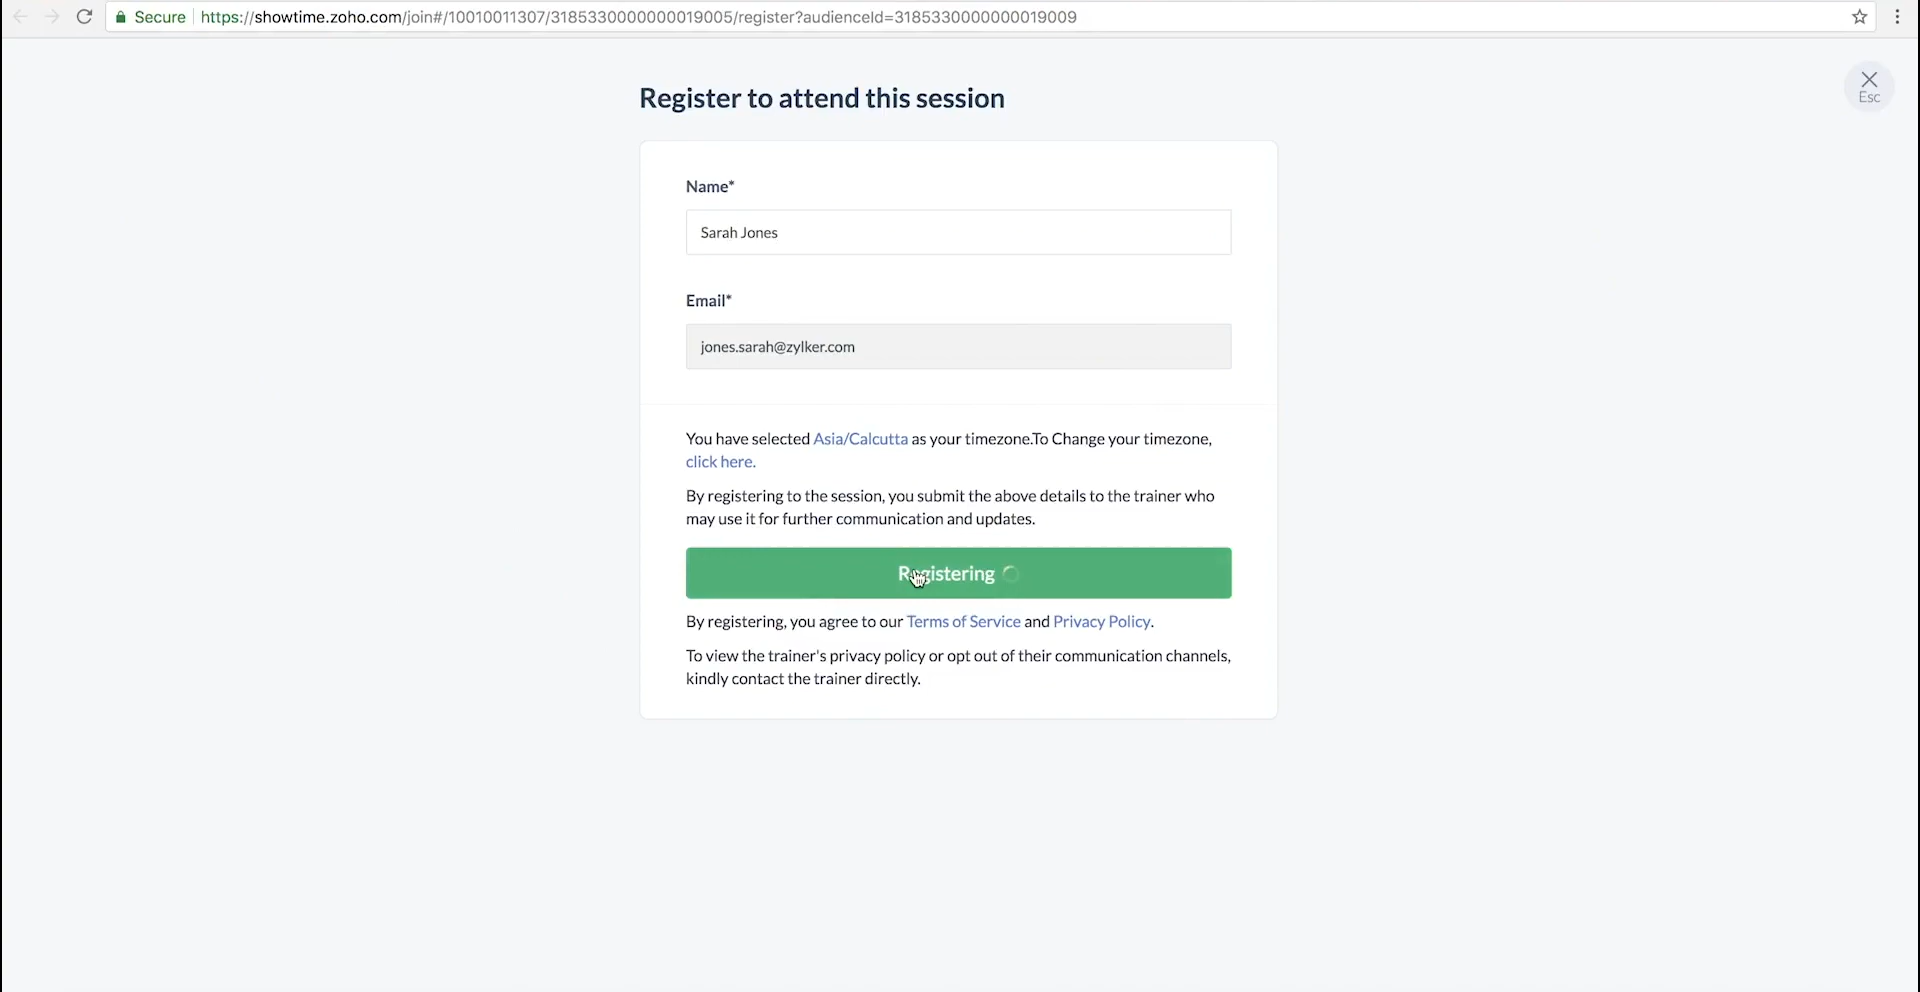 Secure https://showtime.zoho.com/join#/10010011307/3185330000000019005/register?audienceId=3185330000000019009
Esc
Register to attend this session
Name*
Sarah Jones
Email*
jones.sarah@zylker.com
You have selected Asia/Calcutta as your timezone.To Change your timezone,
click here.
By registering to the session, you submit the above details to the trainer who
may use it for further communication and updates.
Registering
By registering, you agree to our Terms of Service and Privacy Policy.
To view the trainer's privacy policy or opt out of their communication channels,
kindly contact the trainer directly.